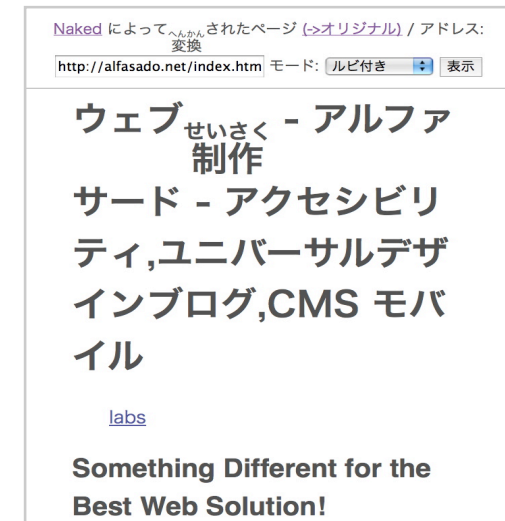 Naked によって変換されたページ (->オリジナル) / アドレス:
へんかん
http://alfasado.net/index.htm モード: ルビ付き 表示
ウェブ制作 - アルファ
せいさく
サード - アクセシビリ
ティ,ユニバーサルデザ
インブログ,CMS モバ
イル
labs
Something Different for the
Best Web Solution!